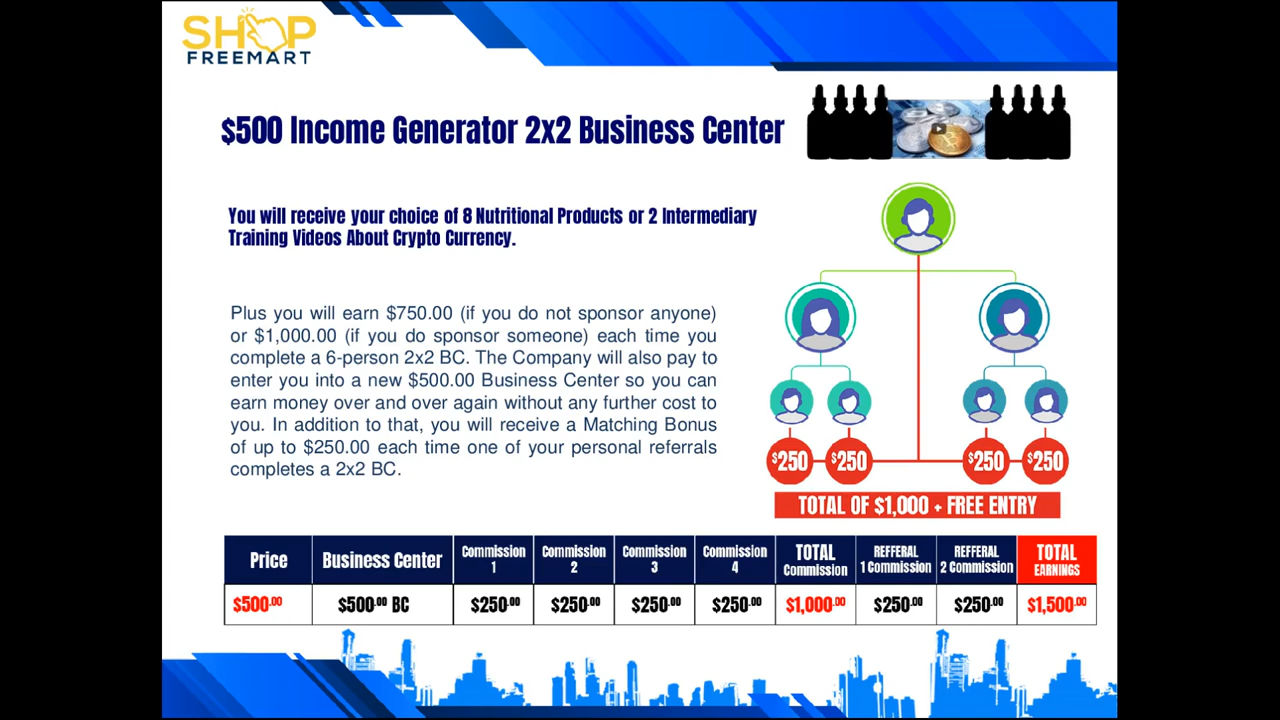 SHOP
FREEMART
$500 Income Generator 2x2 Business Center
You will receive your choice of 8 Nutritional Products or 2 Intermediary
Training Videos About Crypto Currency.
Plus you will earn $750.00 (if you do not sponsor anyone)
or $1,000.00 (if you do sponsor someone) each time you
complete a 6-person 2x2 BC. The Company will also pay to
enter you into a new $500.00 Business Center so you can
earn money over and over again without any further cost to
you. In addition to that, you will receive a Matching Bonus
of up to $250.00 each time one of your personal referrals
completes a 2x2 BC.
$250 $250 $250 $250
TOTAL OF $1,000 + FREE ENTRY
Price Business Center Commission 1 Commission 2 Commission 3 Commission 4 TOTAL Commission REFFERAL 1 Commission REFFERAL 2 Commission TOTAL EARNINGS
$500.00 $500.00 BC $250.00 $250.00 $250.00 $250.00 $1,000.00 $250.00 $250.00 $1,500.00